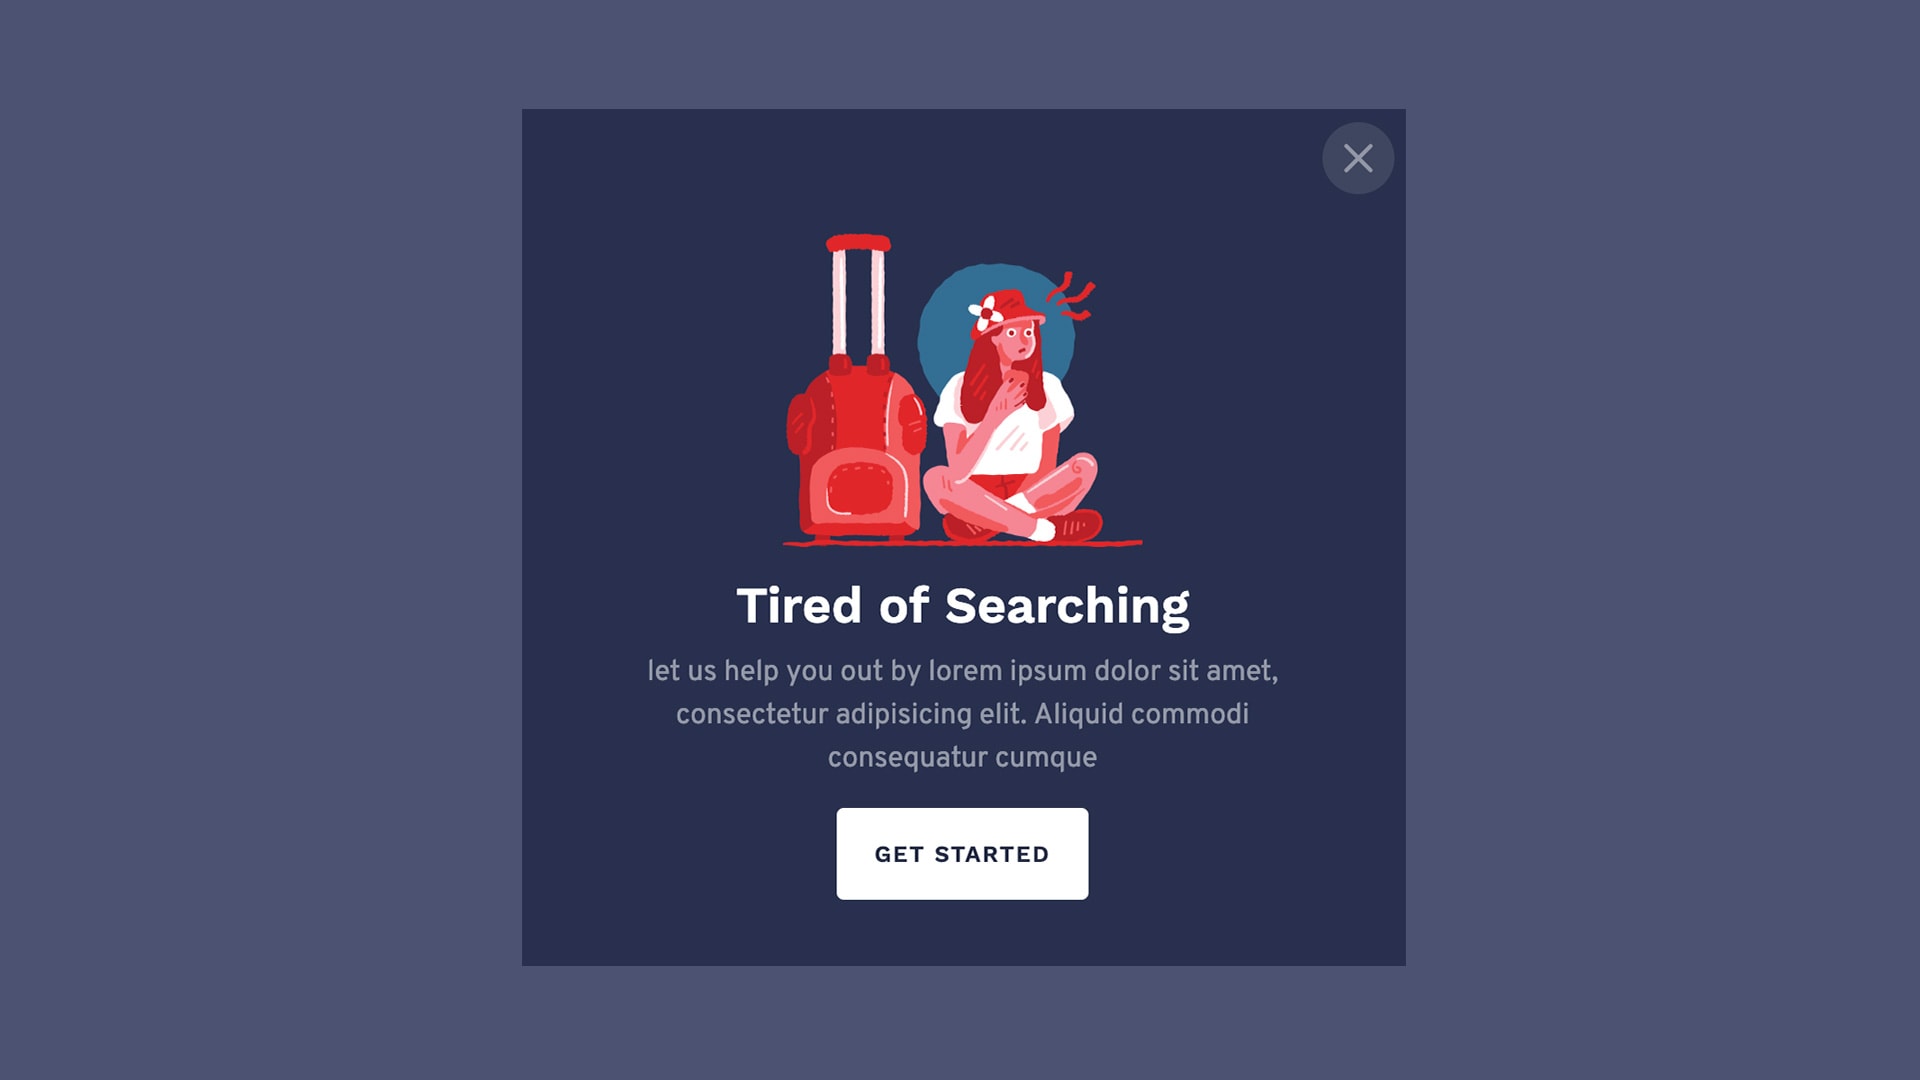 Tired of Searching
let us help you out by lorem ipsum dolor sit amet,
consectetur adipisicing elit. Aliquid commodi
consequatur cumque
GET STARTED